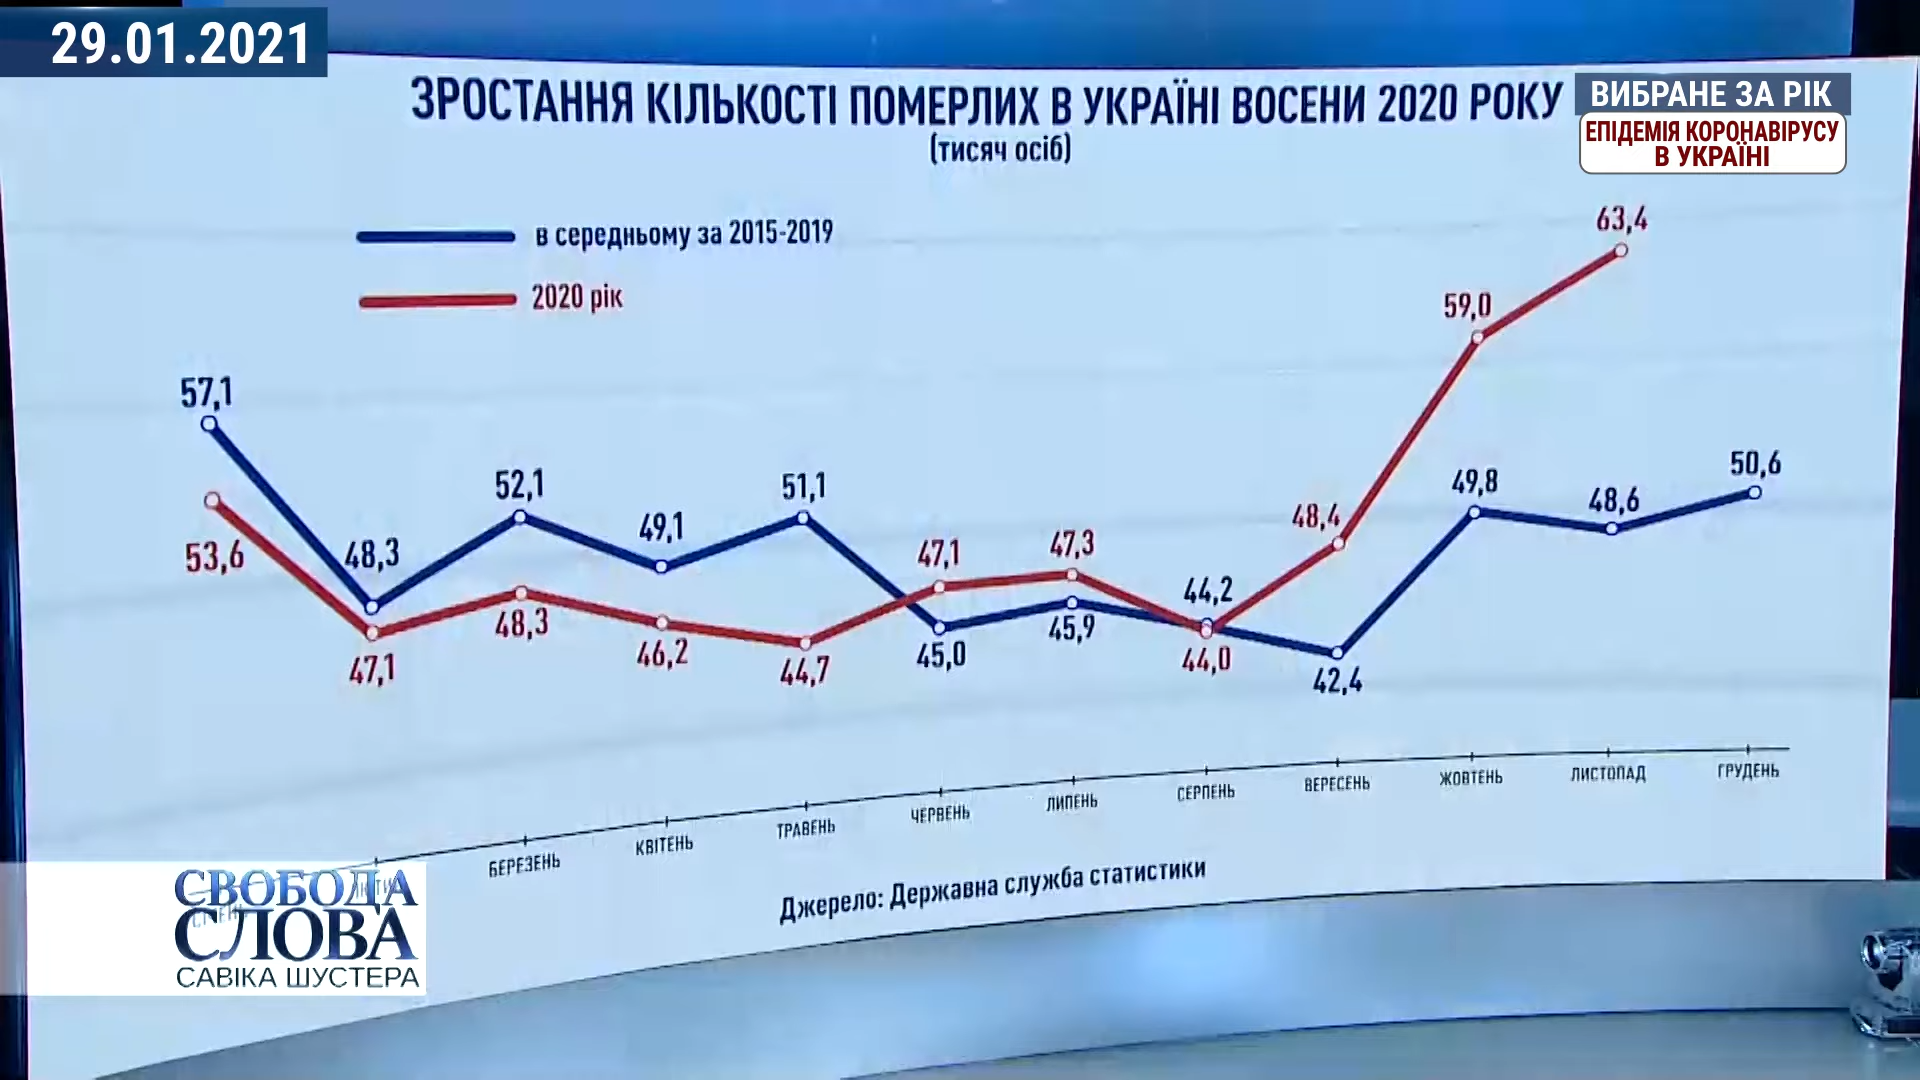 29.01.2021
ЗРОСТАННЯ КІЛЬКОСТІ ПОМЕРЛИХ В УКРАЇНІ ВОСЕНИ 2020 РОКУ
(тисяч осіб)
ВИБРАНЕ ЗА РІК
ЕПІДЕМІЯ КОРОНАВІРУСУ
В УКРАЇНІ
в середньому за 2015-2019
2020 рік
57,1
48,3
52,1
49,1
51,1
45,0
45,9
44,2
42,4
49,8
48,6
50,6
53,6
47,1
48,3
46,2
44,7
47,1
47,3
44,0
48,4
59,0
63,4
БЕРЕЗЕНЬ
КВІТЕНЬ
ТРАВЕНЬ
ЧЕРВЕНЬ
ЛИПЕНЬ
СЕРПЕНЬ
ВЕРЕСЕНЬ
ЖОВТЕНЬ
ЛИСТОПАД
ГРУДЕНЬ
Джерело: Державна служба статистики
СВОБОДА
СЛОВА
САВІКА ШУСТЕРА